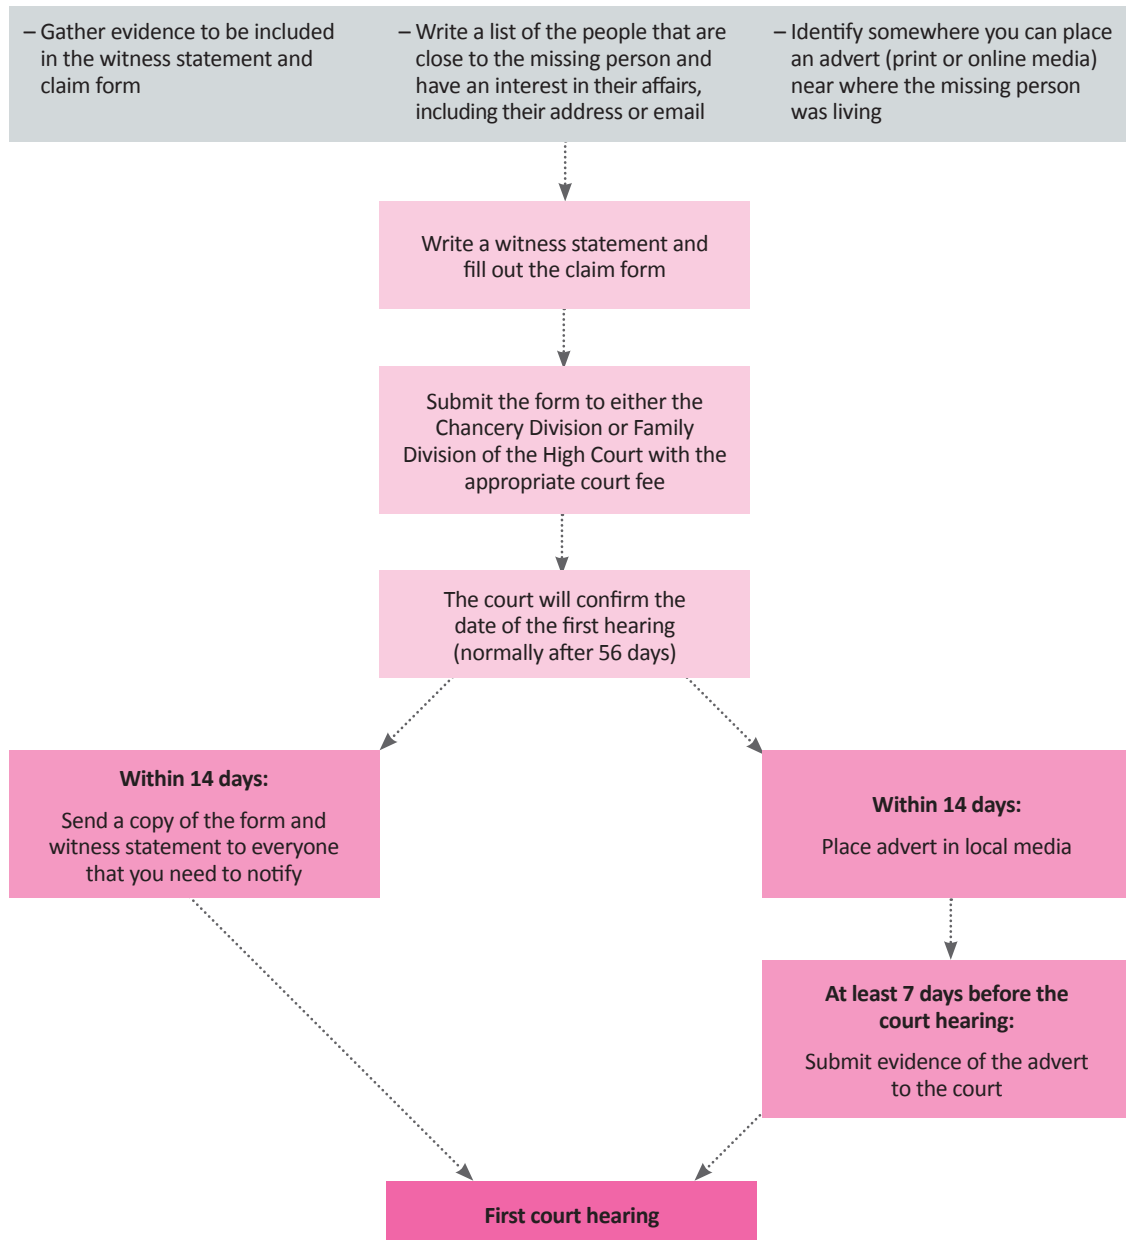 – Gather evidence to be included
in the witness statement and
claim form
– Write a list of the people that are
close to the missing person and
have an interest in their affairs,
including their address or email
– Identify somewhere you can place
an advert (print or online media)
near where the missing person
was living
Write a witness statement and
fill out the claim form
Submit the form to either the
Chancery Division or Family
Division of the High Court with the
appropriate court fee
The court will confirm the
date of the first hearing
(normally after 56 days)
Within 14 days:
Send a copy of the form and
witness statement to everyone
that you need to notify
Within 14 days:
Place advert in local media
At least 7 days before the
court hearing:
Submit evidence of the advert
to the court
First court hearing